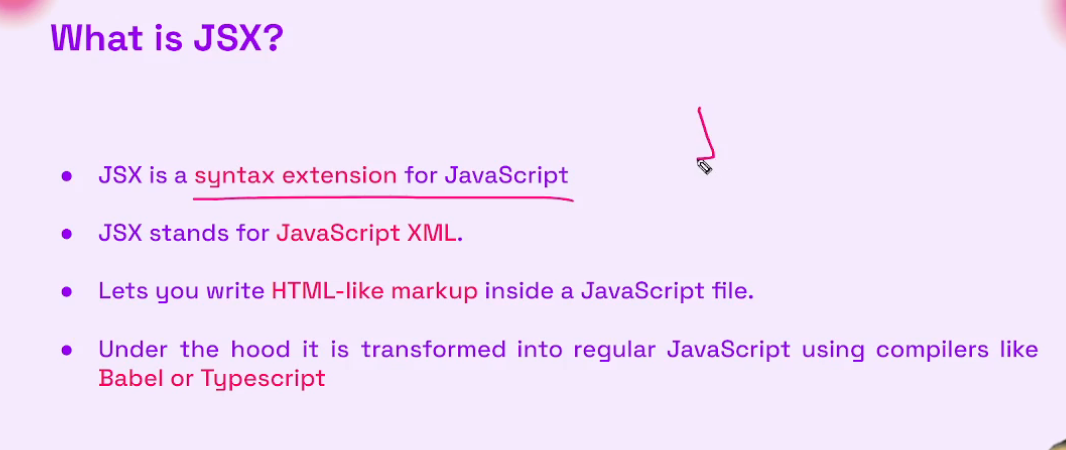 What is JSX?
● JSX is a syntax extension for JavaScript
● JSX stands for JavaScript XML.
● Lets you write HTML-like markup inside a JavaScript file.
● Under the hood it is transformed into regular JavaScript using compilers like
Babel or Typescript